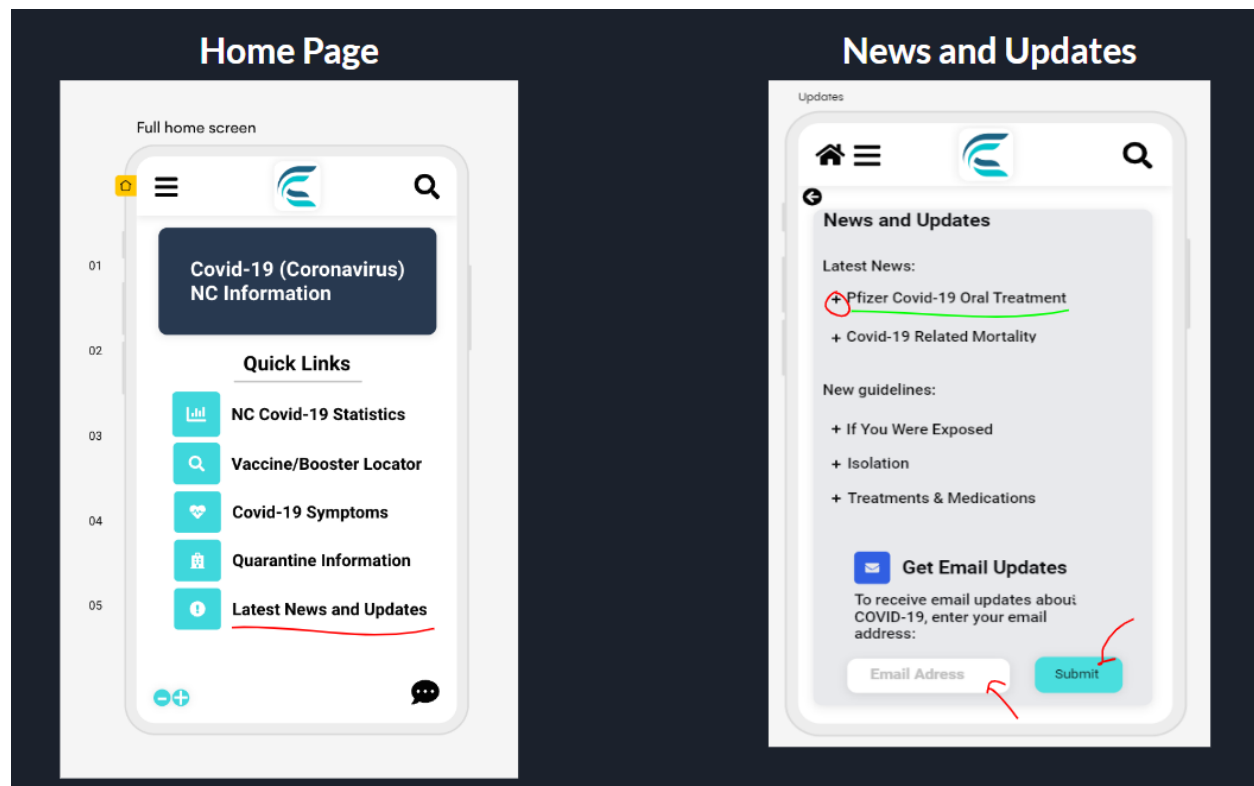 Home Page
Full home screen
Covid-19 (Coronavirus)
NC Information
01
02
03
04
05
Quick Links
NC Covid-19 Statistics
Vaccine/Booster Locator
Covid-19 Symptoms
Quarantine Information
Latest News and Updates
News and Updates
Updates
News and Updates
Latest News:
+ Pfizer Covid-19 Oral Treatment
+ Covid-19 Related Mortality
New guidelines:
+ If You Were Exposed
+ Isolation
+ Treatments & Medications
Get Email Updates
To receive email updates about
COVID-19, enter your email
address:
Email Adress
Submit